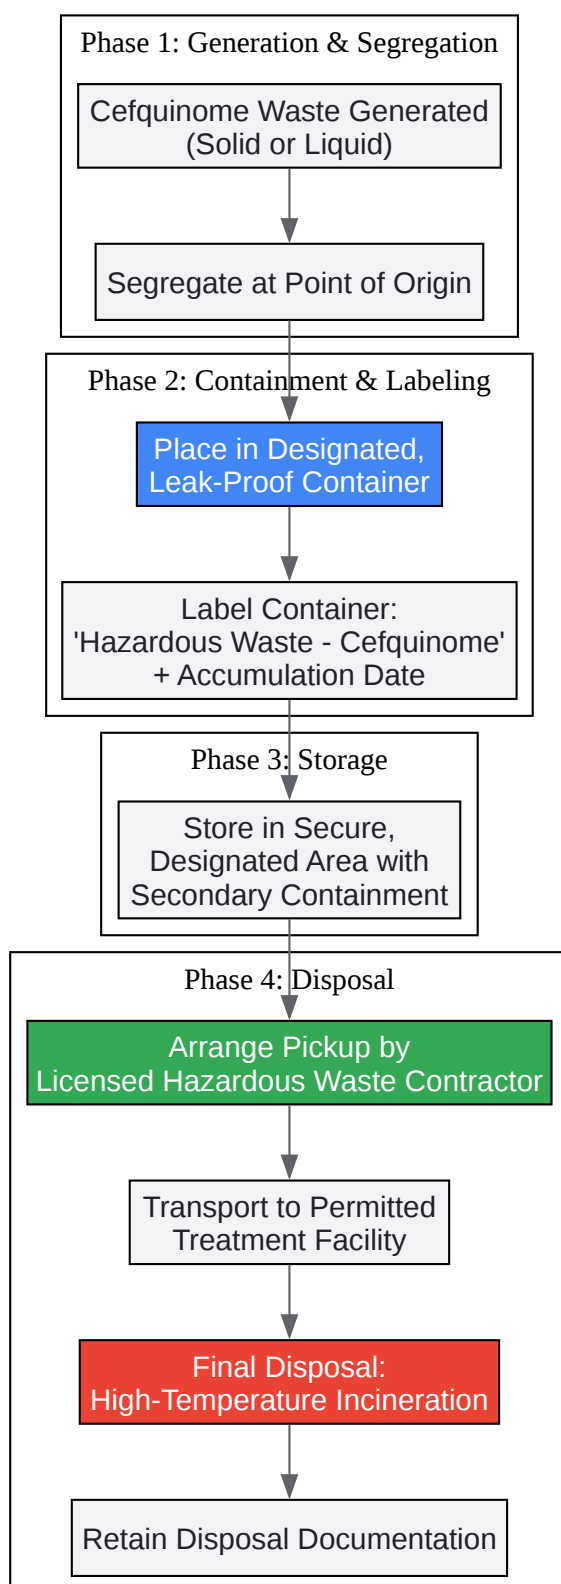 Phase 1: Generation & Segregation
Cefquinome Waste Generated
(Solid or Liquid)
Segregate at Point of Origin
Phase 2: Containment & Labeling
Place in Designated,
Leak-Proof Container
Label Container:
'Hazardous Waste - Cefquinome'
+ Accumulation Date
Phase 3: Storage
Store in Secure,
Designated Area with
Secondary Containment
Phase 4: Disposal
Arrange Pickup by
Licensed Hazardous Waste Contractor
Transport to Permitted
Treatment Facility
Final Disposal:
High-Temperature Incineration
Retain Disposal Documentation